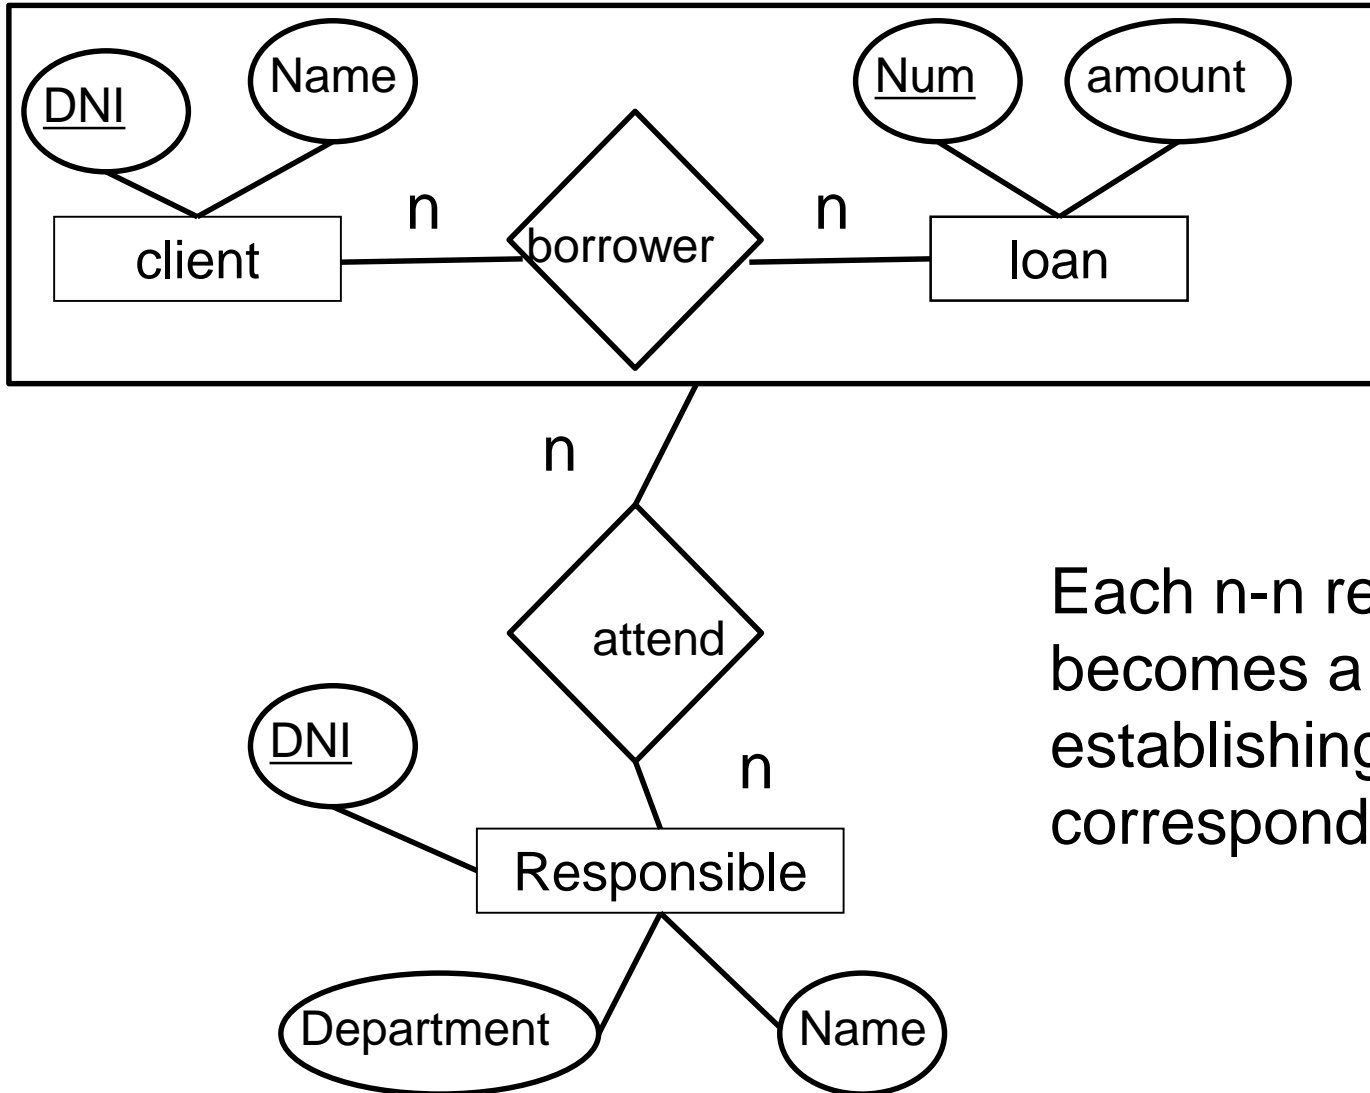 Name
Num
amount
DNI
n
n
client
borrower
loan
n
attend
Each n-n re
becomes a
establishing
correspond
DNI
n
Responsible
Department
Name